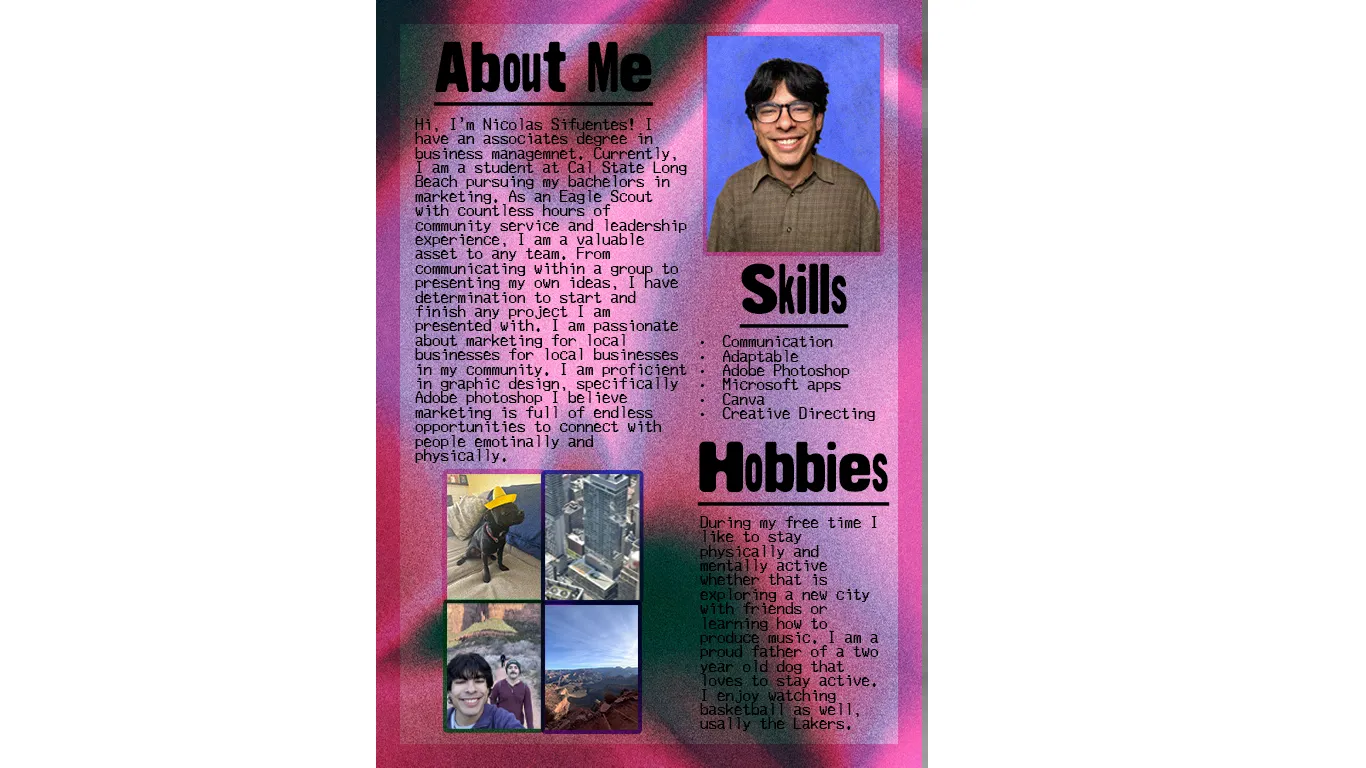 About Me
Hi, I'm Nicolas Sifuentes! I
have an associates degree in
business managemnet. Currently,
I am a student at Cal State Long
Beach pursuing my bachelors in
marketing. As an Eagle Scout
with countless hours of
community service and leadership
experience, I am a valuable
asset to any team. From
communicating within a group to
presenting my own ideas, I have
determination to start and
finish any project I am
presented with. I am passionate
about marketing for local
businesses for local businesses
in my community. I am proficient
in graphic design, specifically
Adobe photoshop I believe
marketing is full of endless
opportunities to connect with
people emotinally and
physically.
Skills
• Communication
• Adaptable
• Adobe Photoshop
• Microsoft apps
• Canva
• Creative Directing
Hobbies
During my free time I
like to stay
physically and
mentally active
whether that is
exploring a new city
with friends or
learning how to
produce music. I am a
proud father of a two
year old dog that
loves to stay active.
I enjoy watching
basketball as well,
usally the Lakers.